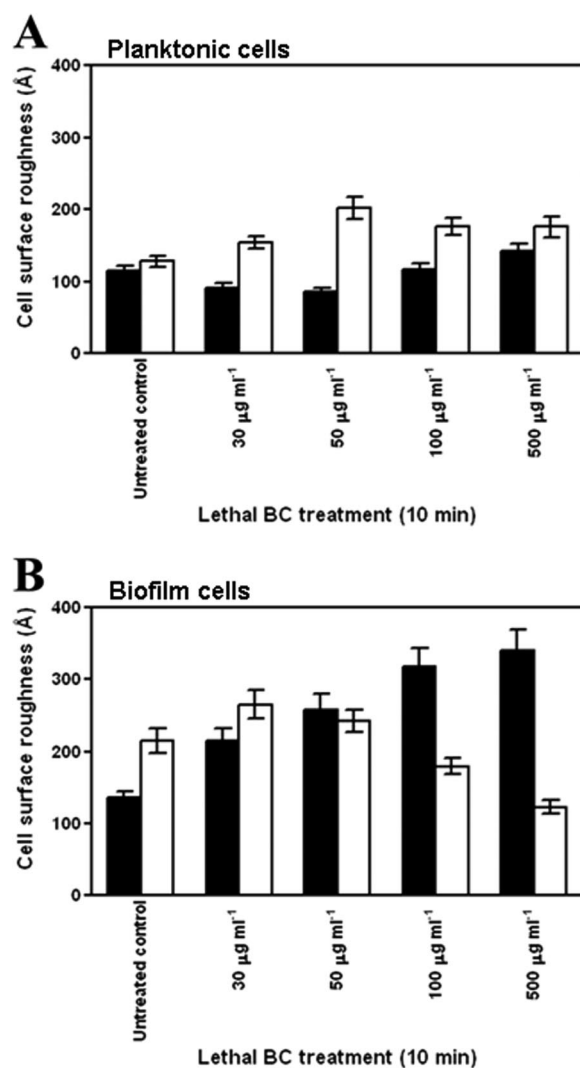 A
Planktonic cells
400
300
200
100
0
Cell surface roughness (Å)
Untreated control
30 µg ml⁻¹
50 µg ml⁻¹
100 µg ml⁻¹
500 µg ml⁻¹
Lethal BC treatment (10 min)
B
Biofilm cells
400
300
200
100
0
Cell surface roughness (Å)
Untreated control
30 µg ml⁻¹
50 µg ml⁻¹
100 µg ml⁻¹
500 µg ml⁻¹
Lethal BC treatment (10 min)